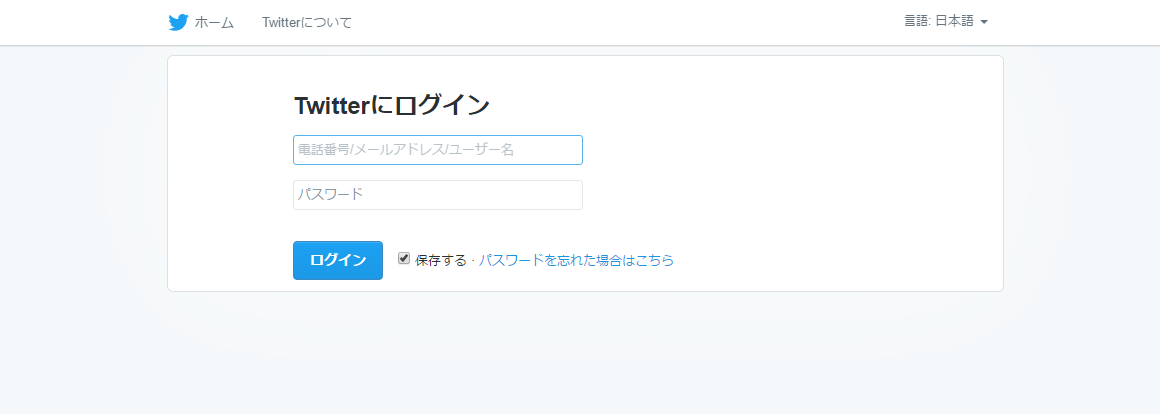 ホーム Twitterについて 言語: 日本語
Twitterにログイン
電話番号/メールアドレス/ユーザー名
パスワード
ログイン 保存する · パスワードを忘れた場合はこちら